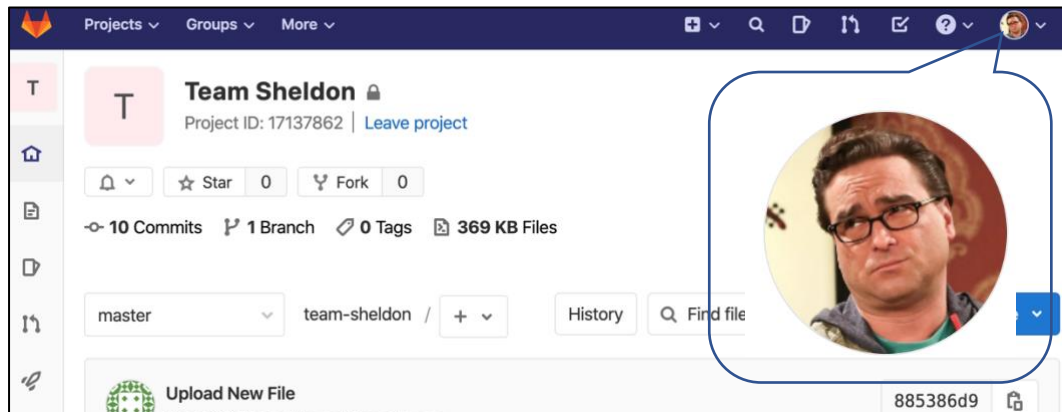 Projects Groups More
T
T
Team Sheldon
Project ID: 17137862 | Leave project
Star 0 Fork 0
10 Commits 1 Branch 0 Tags 369 KB Files
master team-sheldon / + History Find file
Upload New File
885386d9